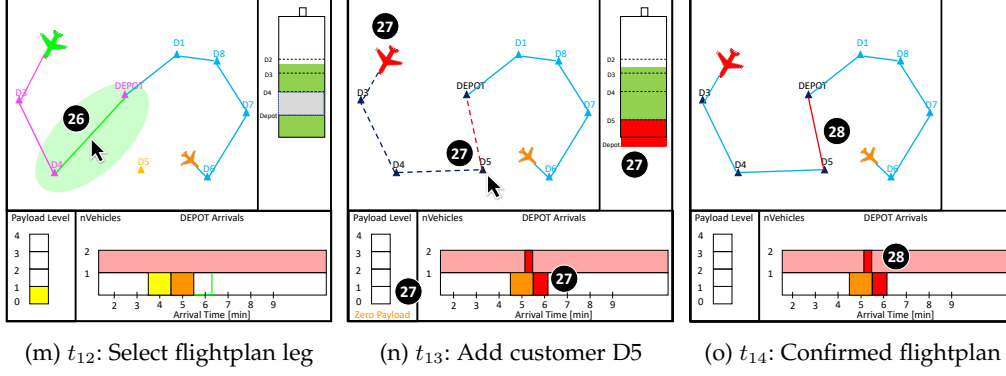 D1
D8
D3
DEPOT
D7
26
D4
D5
D6
D2
D3
D4
Depot
Payload Level
4
3
2
1
0
nVehicles
DEPOT Arrivals
2
1
2 3 4 5 6 7 8 9
Arrival Time [min]
(m) t12: Select flightplan leg
27
D1
D8
D3
DEPOT
D7
27
D4
D5
D6
D2
D3
D4
D5
Depot
27
Payload Level
4
3
2
1
0
27
Zero Payload
nVehicles
DEPOT Arrivals
2
1
27
2 3 4 5 6 7 8 9
Arrival Time [min]
(n) t13: Add customer D5
D1
D8
D3
DEPOT
D7
28
D4
D5
D6
Payload Level
4
3
2
1
0
nVehicles
DEPOT Arrivals
2
28
1
2 3 4 5 6 7 8 9
Arrival Time [min]
(o) t14: Confirmed flightplan